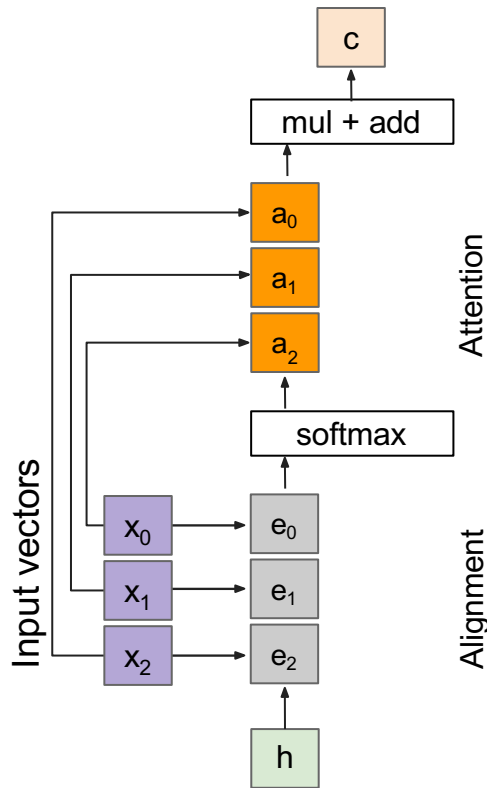 c
mul + add
a₀
a₁
a₂
Attention
softmax
Input vectors
x₀
e₀
x₁
e₁
x₂
e₂
Alignment
h